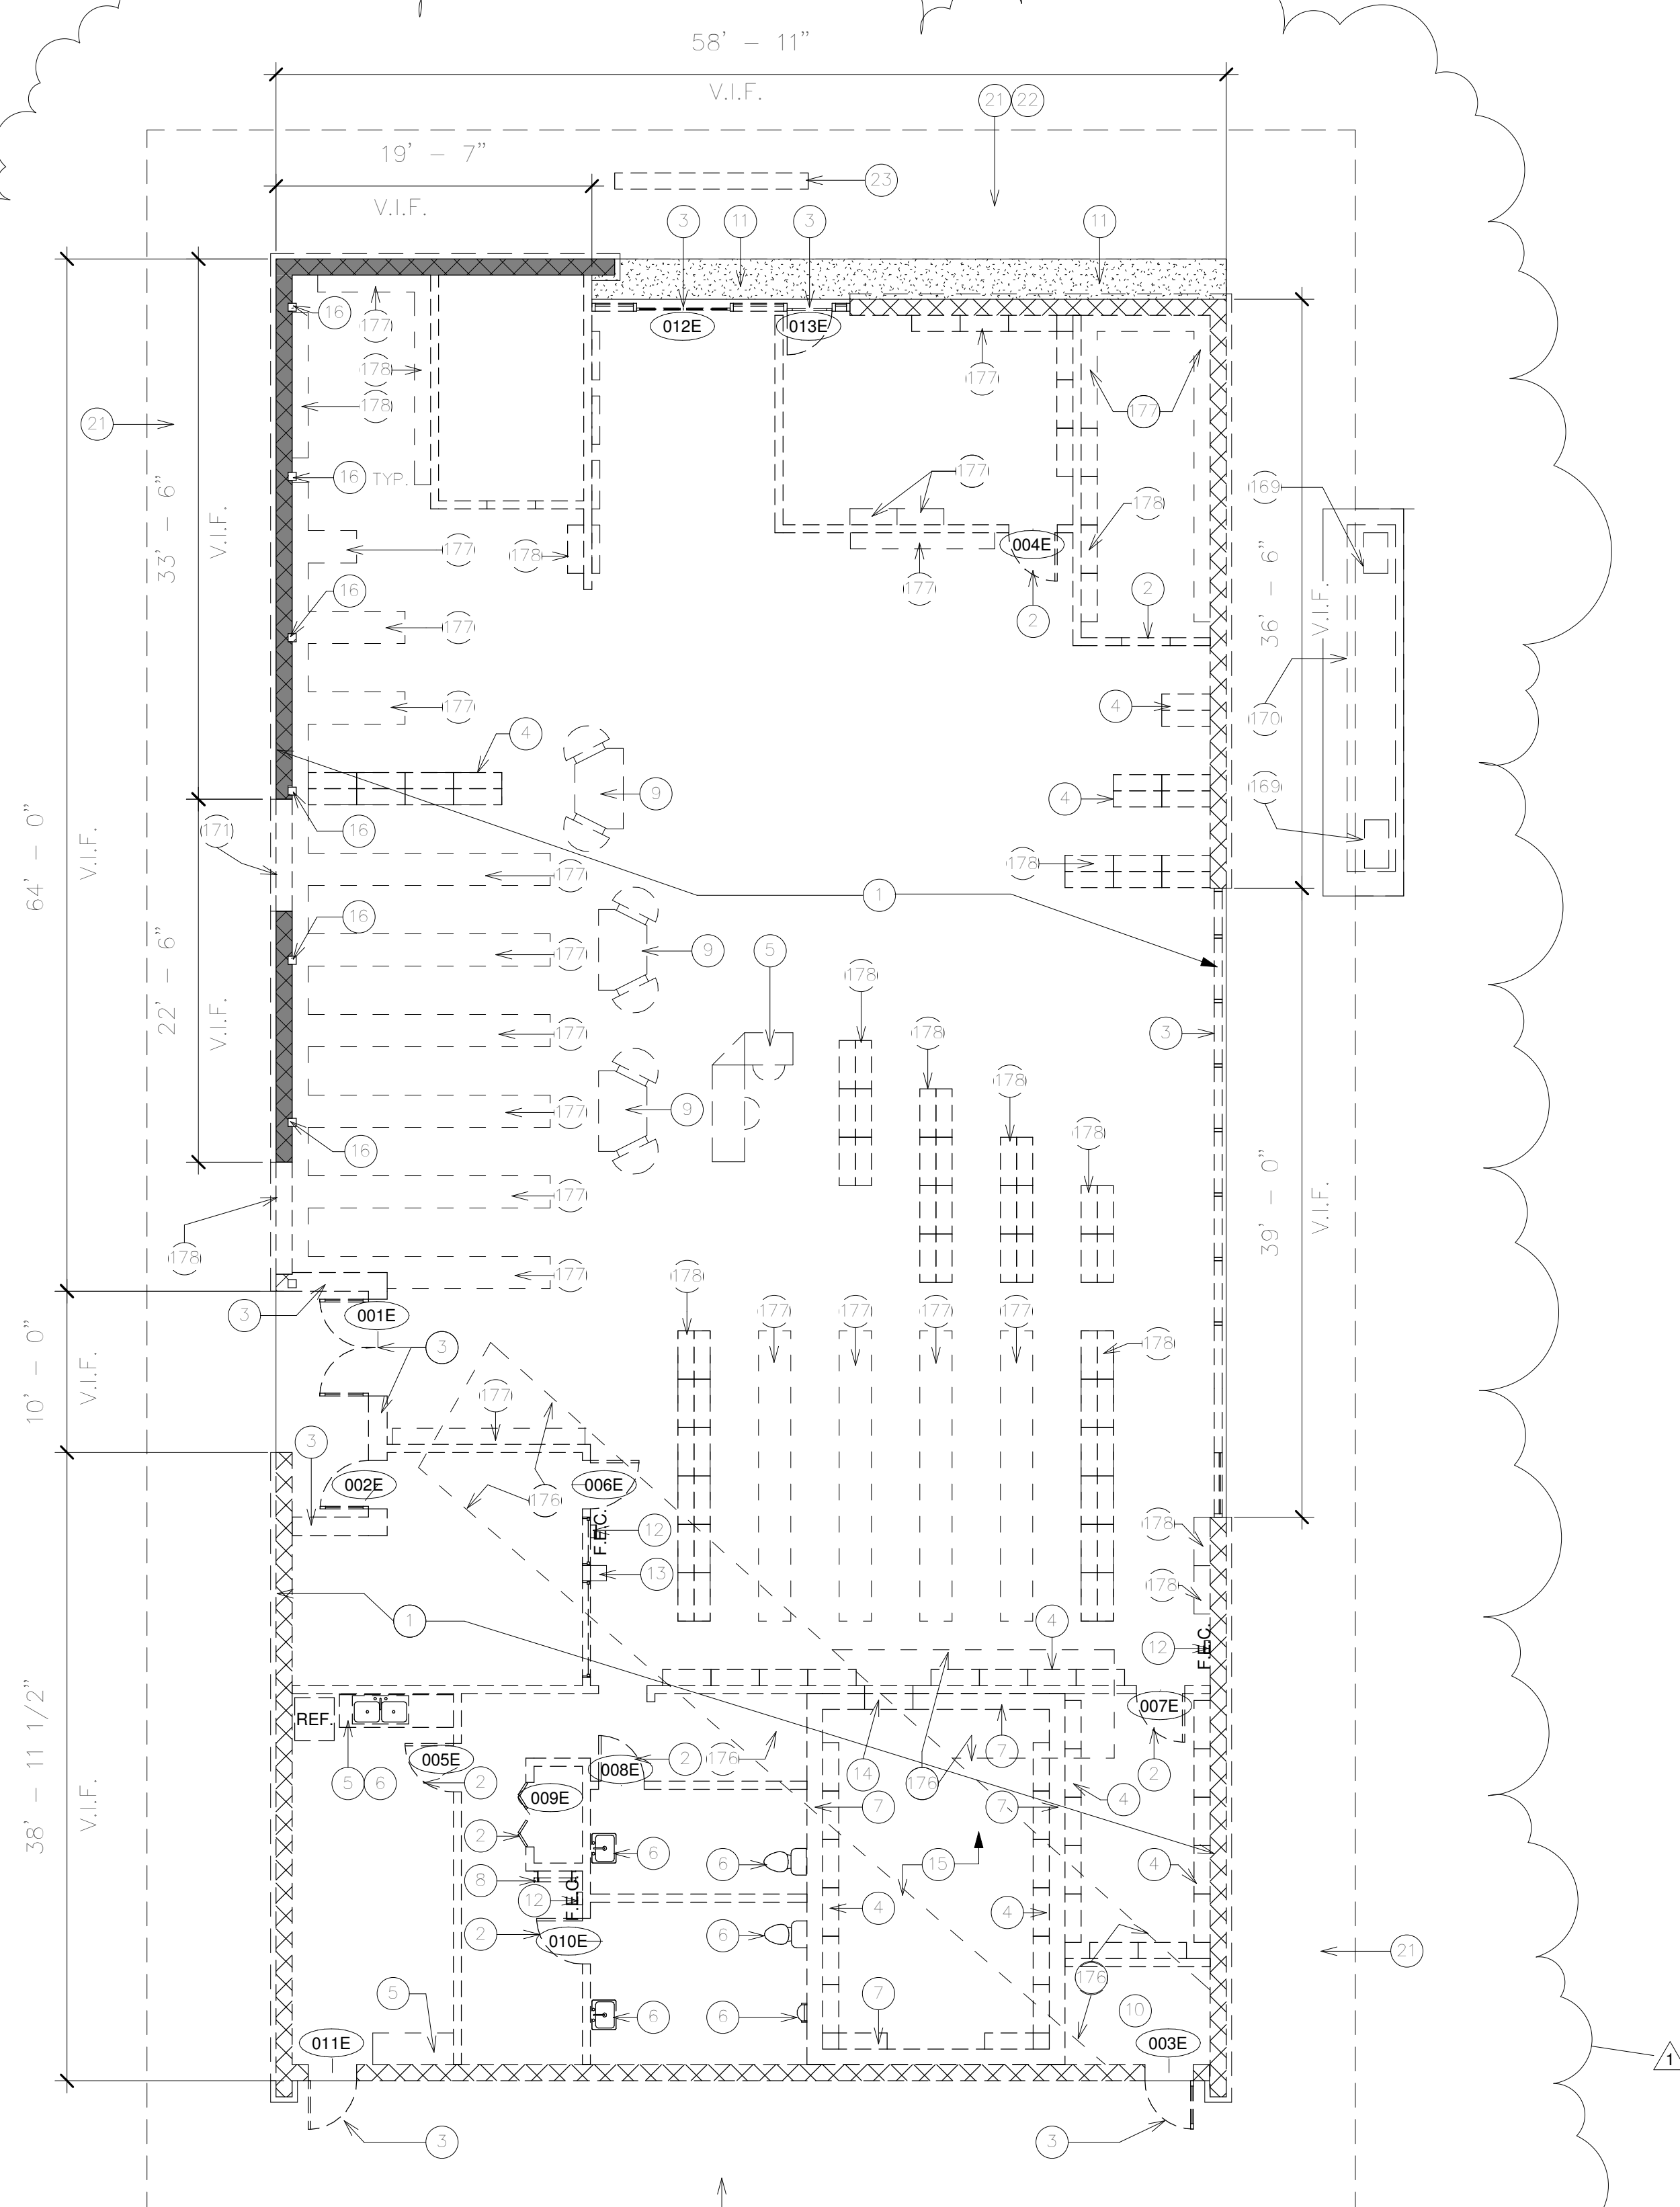 58' - 11"
V.I.F.
21 22
19' - 7"
23
V.I.F.
3 11 3 11
16
177
012E 013E
178
177
178
177
21
16 TYP.
177
169
33' - 6"
V.I.F.
178
177
178
004E
36' - 6"
V.I.F.
16
177
2
2
177
177
4
170
4
9
4
169
64' - 0"
V.I.F.
171
16
178
177
1
16
22' - 6"
V.I.F.
177
9
5
178
177
178
3
178
177
9
178
16
177
39' - 0"
V.I.F.
178
177
178
3
001E
177 177 177 177
3
178
10' - 0"
V.I.F.
177
3
002E
176
006E
F.E.C.
12
178
13
178
1
4
12
F.E.C.
38' - 11 1/2"
V.I.F.
REF.
007E
005E
008E
2
176
7
5 6
2
14
176
2
009E
7
7
4
2
6
6
15
4
8
F.E.C.
12
4
4
2
010E
6
21
176
5
7
6
6
10
011E
003E
1
3
3